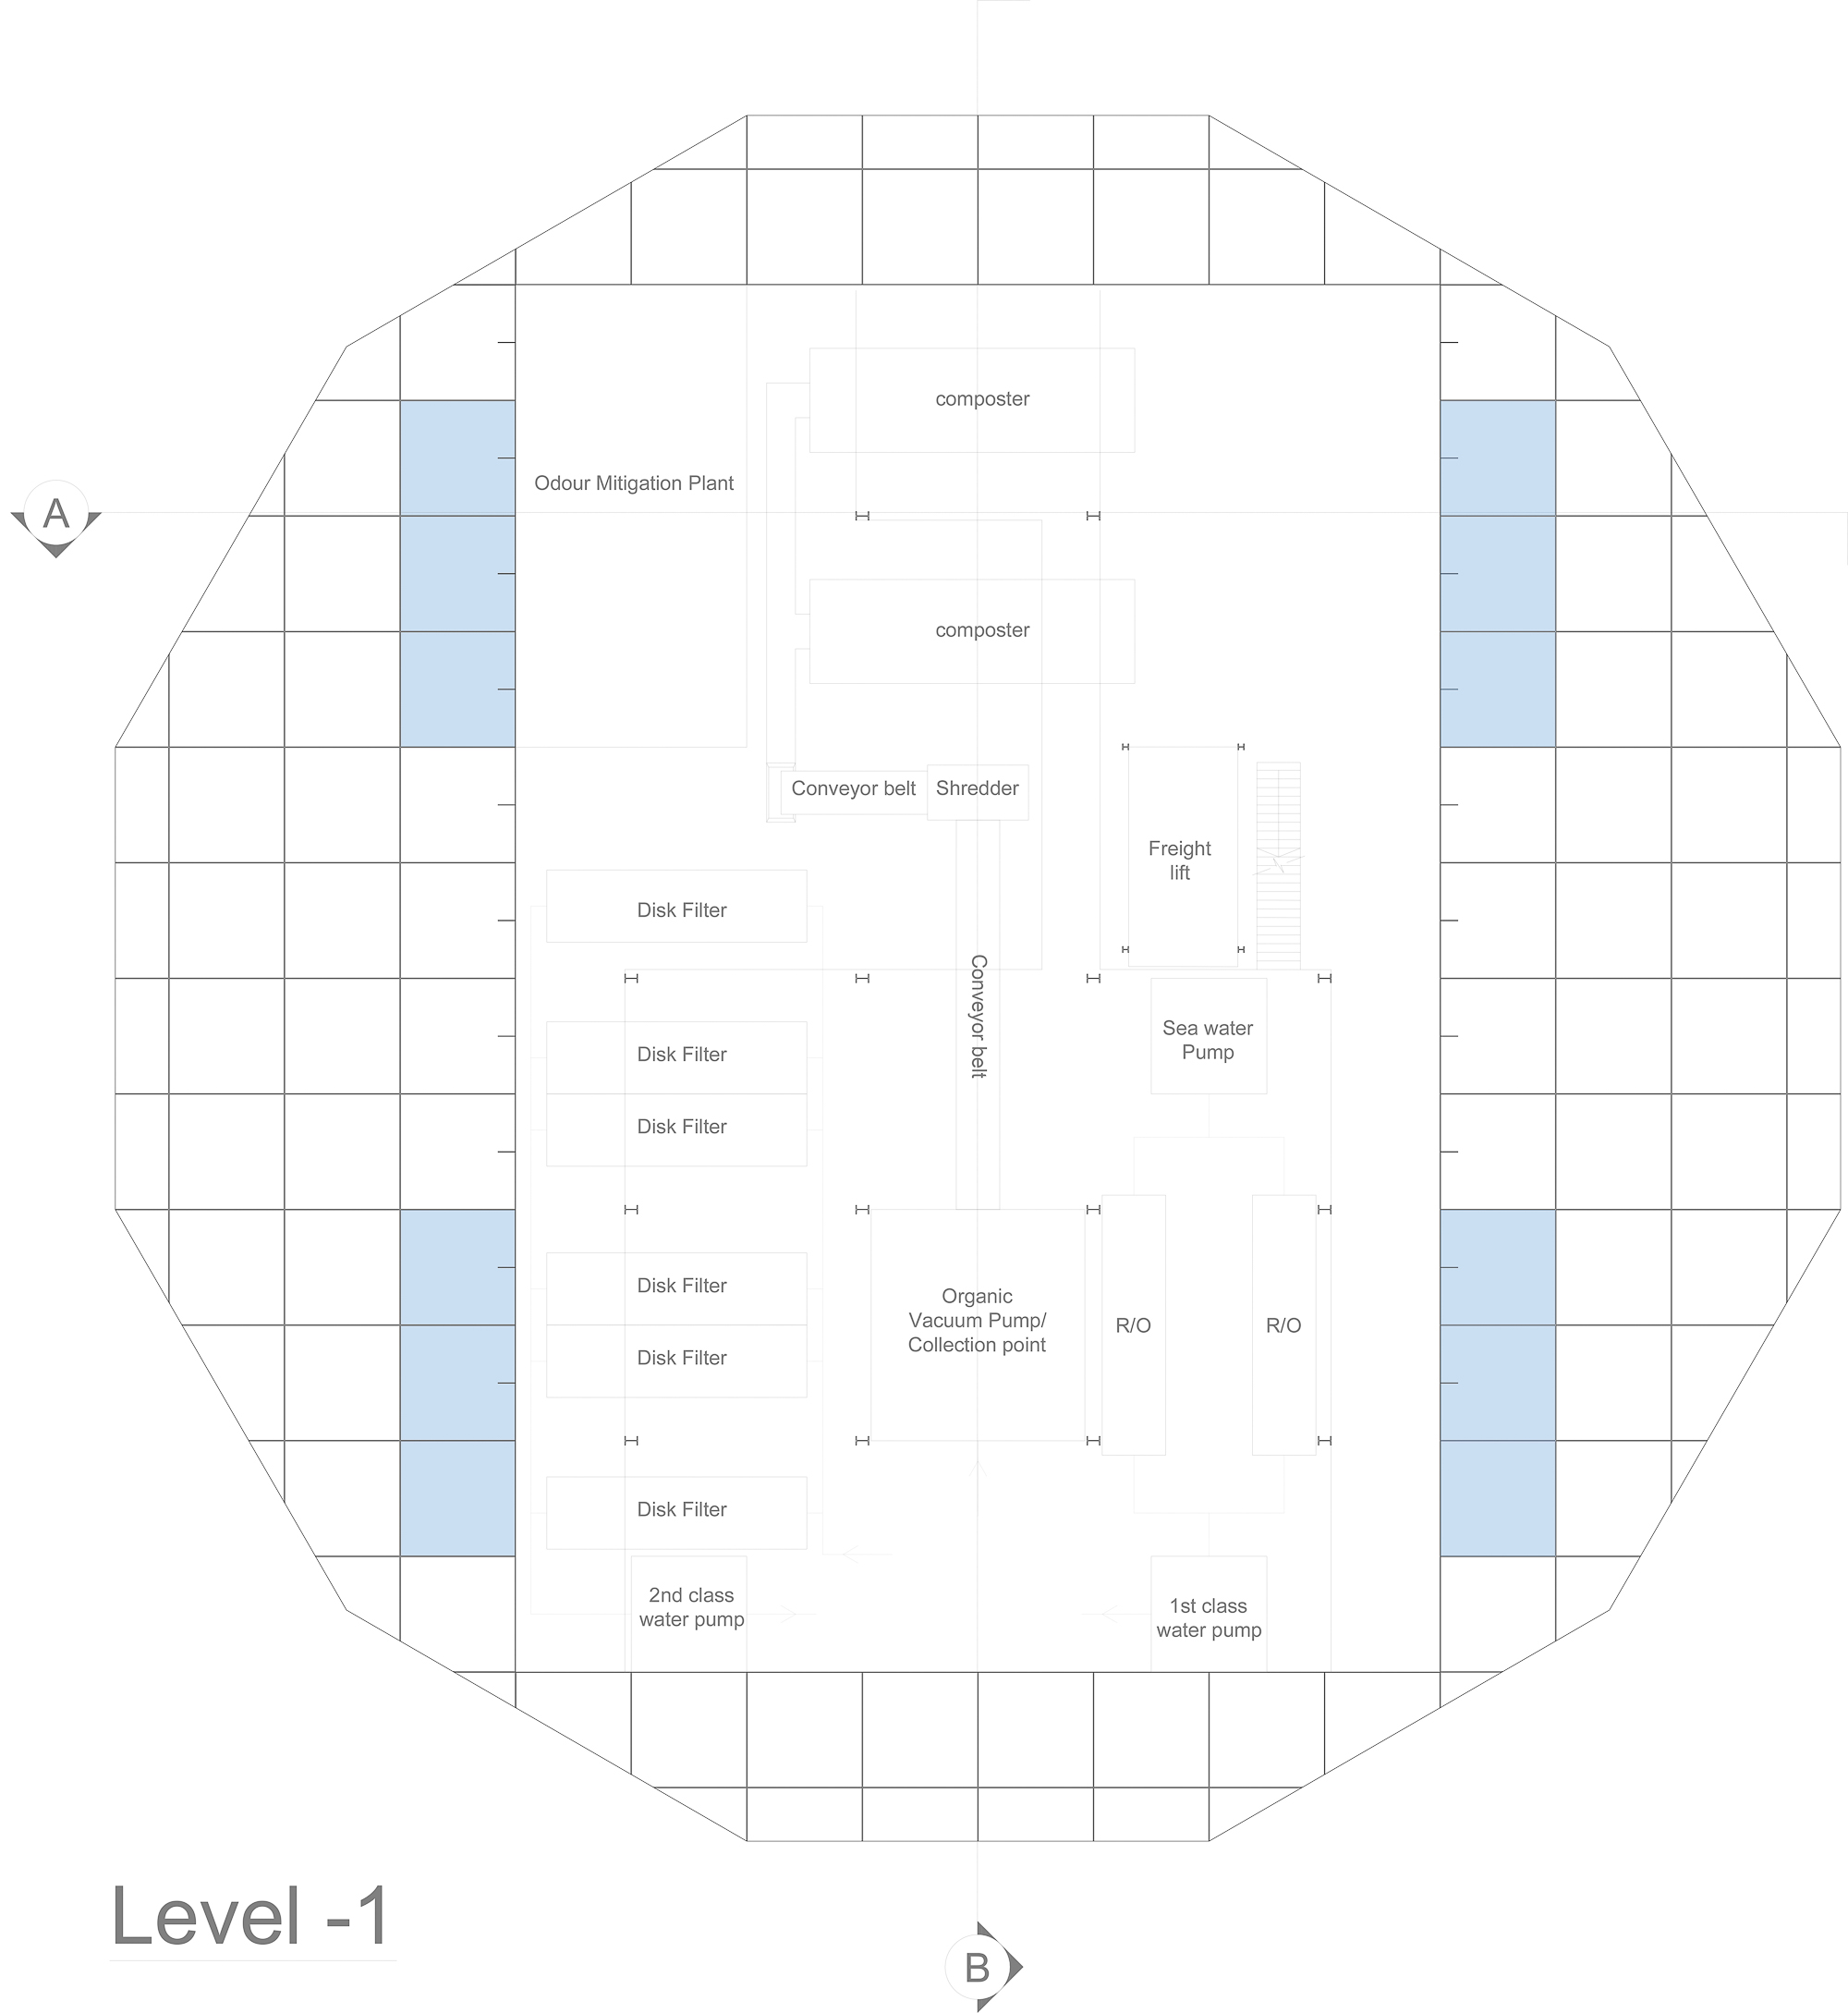 composter
Odour Mitigation Plant
A
composter
Conveyor belt
Shredder
Freight
lift
Disk Filter
Conveyor belt
Sea water
Pump
Disk Filter
Disk Filter
Disk Filter
Organic
Vacuum Pump/
Collection point
R/O
R/O
Disk Filter
Disk Filter
2nd class
water pump
1st class
water pump
Level -1
B